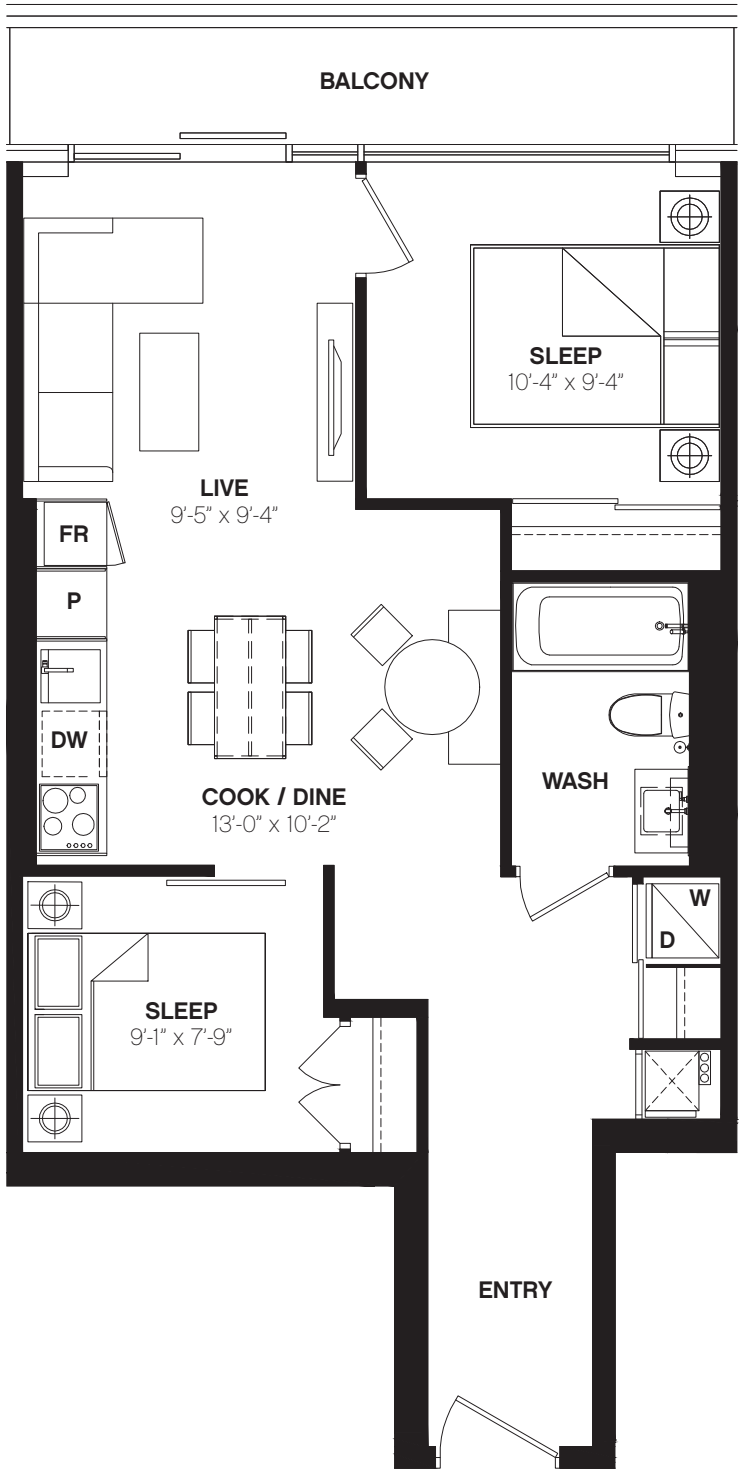 BALCONY
SLEEP
10'-4" x 9'-4"
LIVE
9'-5" x 9'-4"
FR
P
DW
COOK / DINE
13'-0" x 10'-2"
WASH
W
D
SLEEP
9'-1" x 7'-9"
ENTRY